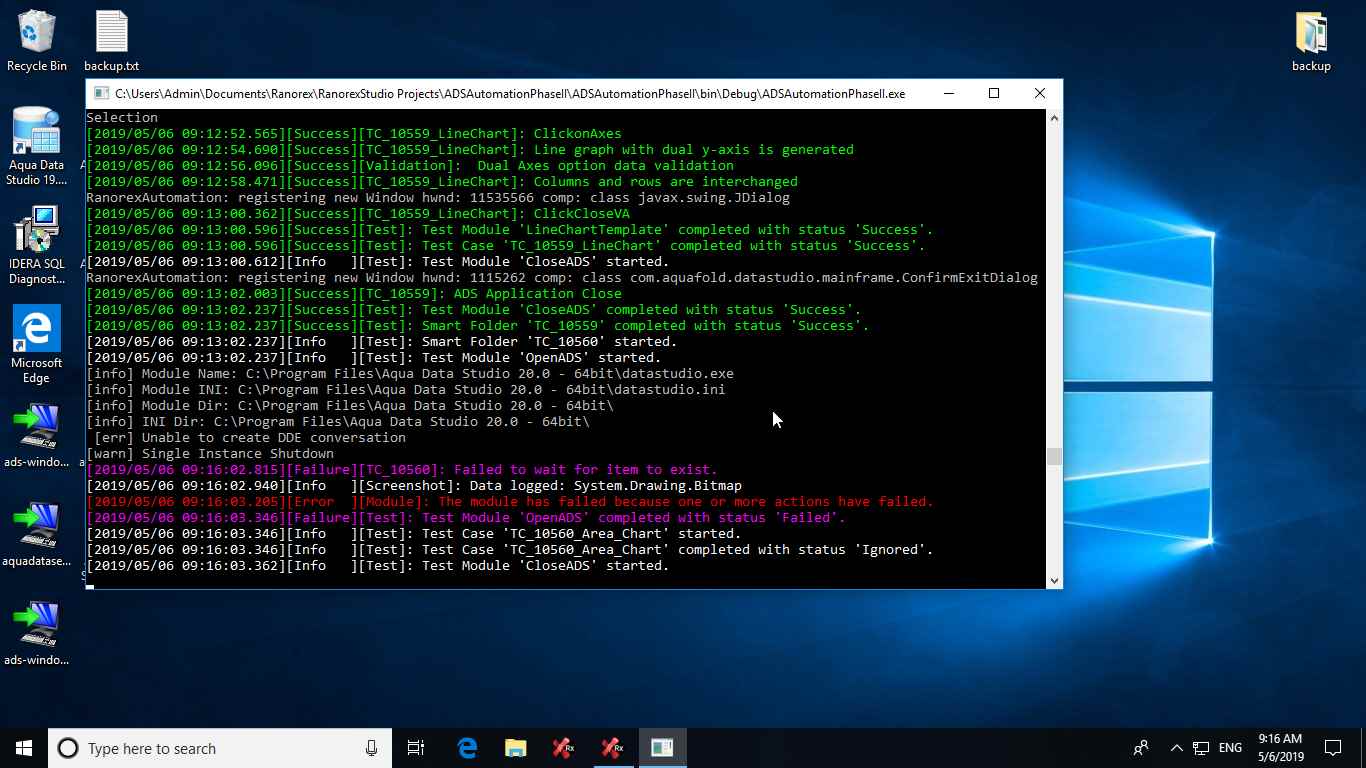 Recycle Bin
backup.txt
backup
Aqua Data
Studio 19....
IDERA SQL
Diagnost...
Microsoft
Edge
ads-windo...
aquadatase...
ads-windo...
C:\Users\Admin\Documents\Ranorex\RanorexStudio Projects\ADSAutomationPhaseII\ADSAutomationPhaseII\bin\Debug\ADSAutomationPhaseII.exe
Selection
[2019/05/06 09:12:52.565][Success][TC_10559_LineChart]: ClickonAxes
[2019/05/06 09:12:54.690][Success][TC_10559_LineChart]: Line graph with dual y-axis is generated
[2019/05/06 09:12:56.096][Success][Validation]:  Dual Axes option data validation
[2019/05/06 09:12:58.471][Success][TC_10559_LineChart]: Columns and rows are interchanged
RanorexAutomation: registering new Window hwnd: 11535566 comp: class javax.swing.JDialog
[2019/05/06 09:13:00.362][Success][TC_10559_LineChart]: ClickCloseVA
[2019/05/06 09:13:00.596][Success][Test]: Test Module 'LineChartTemplate' completed with status 'Success'.
[2019/05/06 09:13:00.596][Success][Test]: Test Case 'TC_10559_LineChart' completed with status 'Success'.
[2019/05/06 09:13:00.612][Info   ][Test]: Test Module 'CloseADS' started.
RanorexAutomation: registering new Window hwnd: 1115262 comp: class com.aquafold.datastudio.mainframe.ConfirmExitDialog
[2019/05/06 09:13:02.003][Success][TC_10559]: ADS Application Close
[2019/05/06 09:13:02.237][Success][Test]: Test Module 'CloseADS' completed with status 'Success'.
[2019/05/06 09:13:02.237][Success][Test]: Smart Folder 'TC_10559' completed with status 'Success'.
[2019/05/06 09:13:02.237][Info   ][Test]: Smart Folder 'TC_10560' started.
[2019/05/06 09:13:02.237][Info   ][Test]: Test Module 'OpenADS' started.
[info] Module Name: C:\Program Files\Aqua Data Studio 20.0 - 64bit\datastudio.exe
[info] Module INI: C:\Program Files\Aqua Data Studio 20.0 - 64bit\datastudio.ini
[info] Module Dir: C:\Program Files\Aqua Data Studio 20.0 - 64bit\
[info] INI Dir: C:\Program Files\Aqua Data Studio 20.0 - 64bit\
 [err] Unable to create DDE conversation
[warn] Single Instance Shutdown
[2019/05/06 09:16:02.815][Failure][TC_10560]: Failed to wait for item to exist.
[2019/05/06 09:16:02.940][Info   ][Screenshot]: Data logged: System.Drawing.Bitmap
[2019/05/06 09:16:03.205][Error  ][Module]: The module has failed because one or more actions have failed.
[2019/05/06 09:16:03.346][Failure][Test]: Test Module 'OpenADS' completed with status 'Failed'.
[2019/05/06 09:16:03.346][Info   ][Test]: Test Case 'TC_10560_Area_Chart' started.
[2019/05/06 09:16:03.346][Info   ][Test]: Test Case 'TC_10560_Area_Chart' completed with status 'Ignored'.
[2019/05/06 09:16:03.362][Info   ][Test]: Test Module 'CloseADS' started.
Type here to search
Rx
Rx
ENG
9:16 AM
5/6/2019